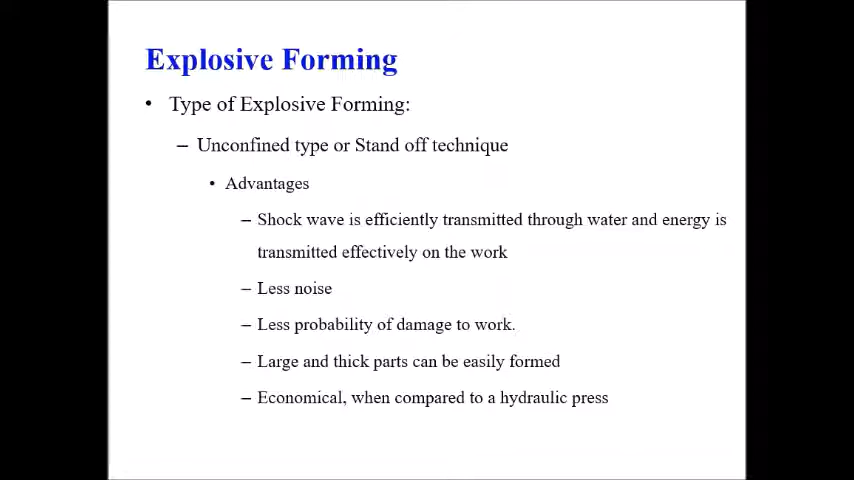 Explosive Forming
• Type of Explosive Forming:
– Unconfined type or Stand off technique
• Advantages
– Shock wave is efficiently transmitted through water and energy is
transmitted effectively on the work
– Less noise
– Less probability of damage to work.
– Large and thick parts can be easily formed
– Economical, when compared to a hydraulic press